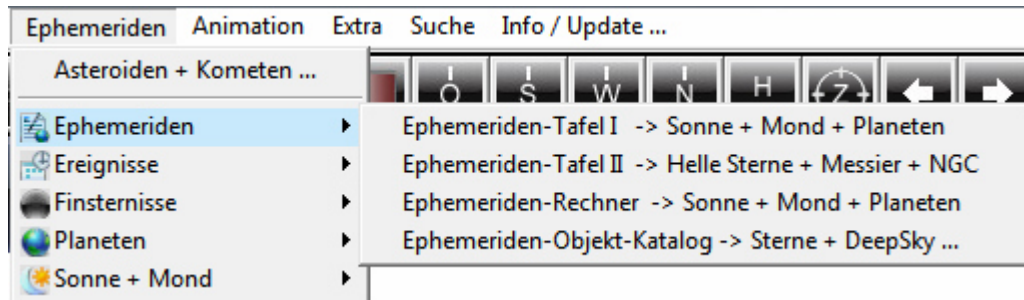 Ephemeriden Animation Extra Suche Info / Update ...
Asteroiden + Kometen ...
O S W N H Z
Ephemeriden
Ephemeriden-Tafel I -> Sonne + Mond + Planeten
Ereignisse
Ephemeriden-Tafel II -> Helle Sterne + Messier + NGC
Finsternisse
Ephemeriden-Rechner -> Sonne + Mond + Planeten
Planeten
Ephemeriden-Objekt-Katalog -> Sterne + DeepSky ...
Sonne + Mond